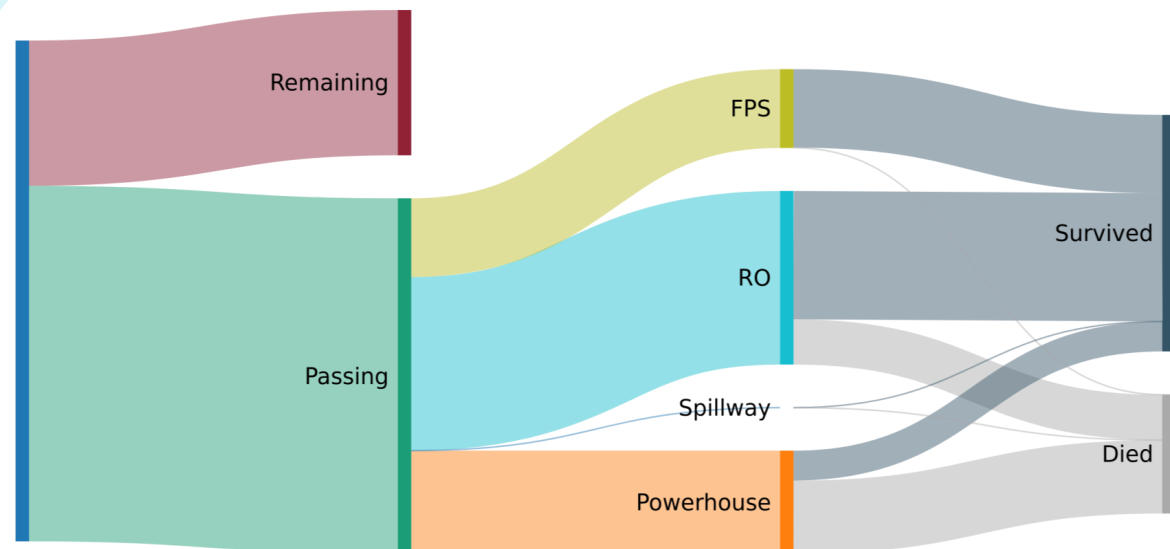 Remaining
Passing
FPS
RO
Spillway
Powerhouse
Survived
Died